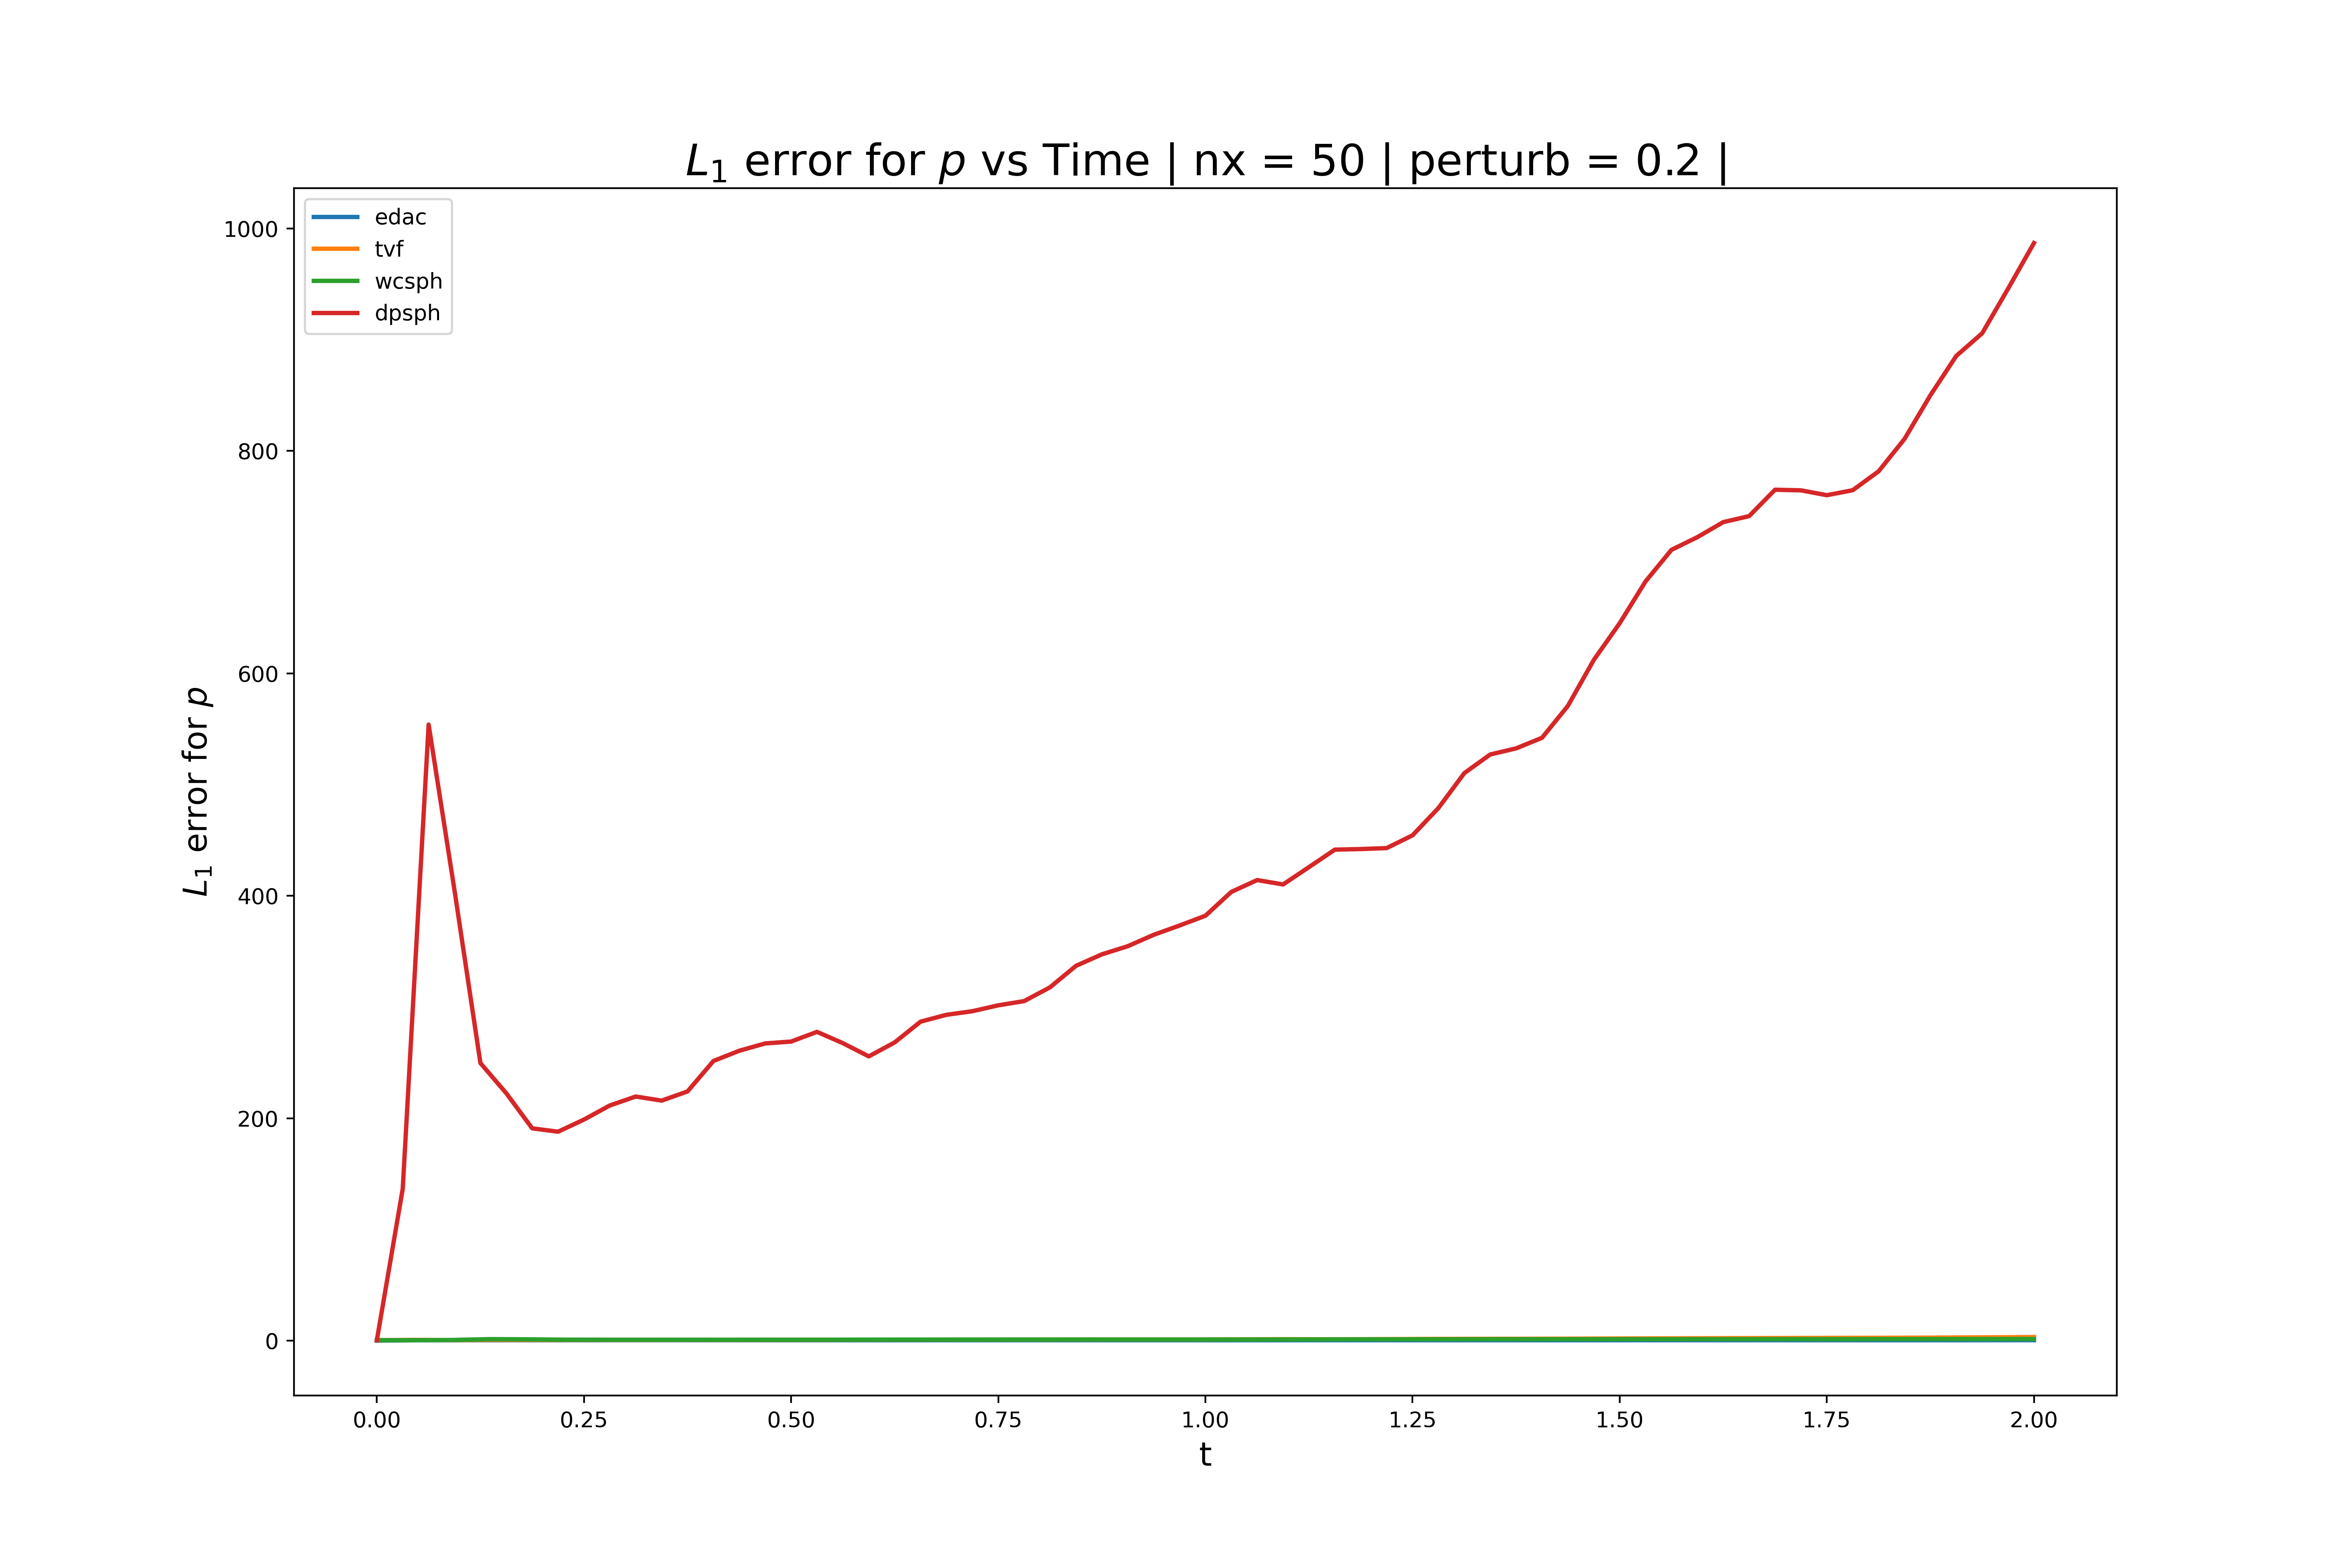 L1 error for p vs Time | nx = 50 | perturb = 0.2 |
edac
tvf
wcsph
dpsph
L1 error for p
1000
800
600
400
200
0
0.00 0.25 0.50 0.75 1.00 1.25 1.50 1.75 2.00
t